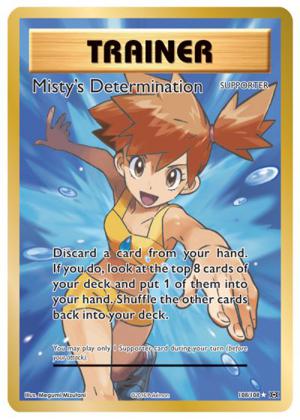 TRAINER
Misty's Determination SUPPORTER
Discard a card from your hand.
If you do, look at the top 8 cards of
your deck and put 1 of them into
your hand. Shuffle the other cards
back into your deck.
You may play only 1 Supporter card during your turn (before
your attack).
Illus. Megumi Mizutani ©2016 Pokémon 108/108